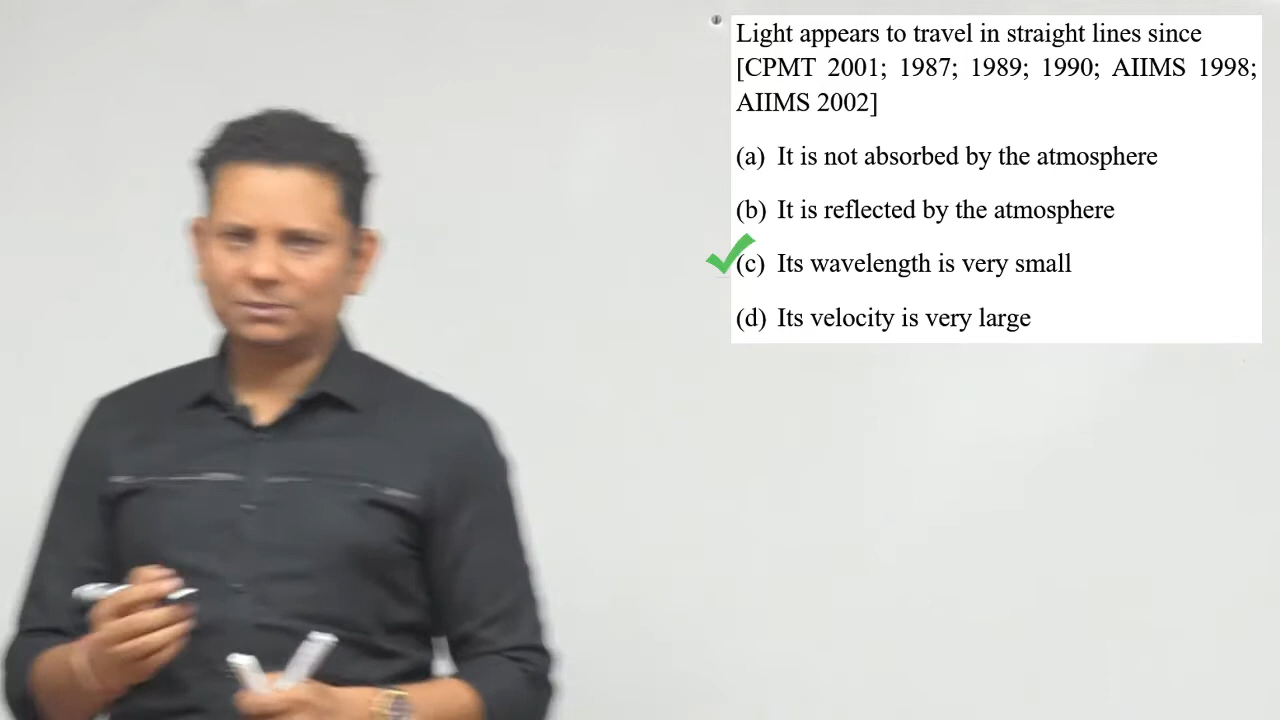 Light appears to travel in straight lines since
[CPMT 2001; 1987; 1989; 1990; AIIMS 1998;
AIIMS 2002]
(a) It is not absorbed by the atmosphere
(b) It is reflected by the atmosphere
(c) Its wavelength is very small
(d) Its velocity is very large